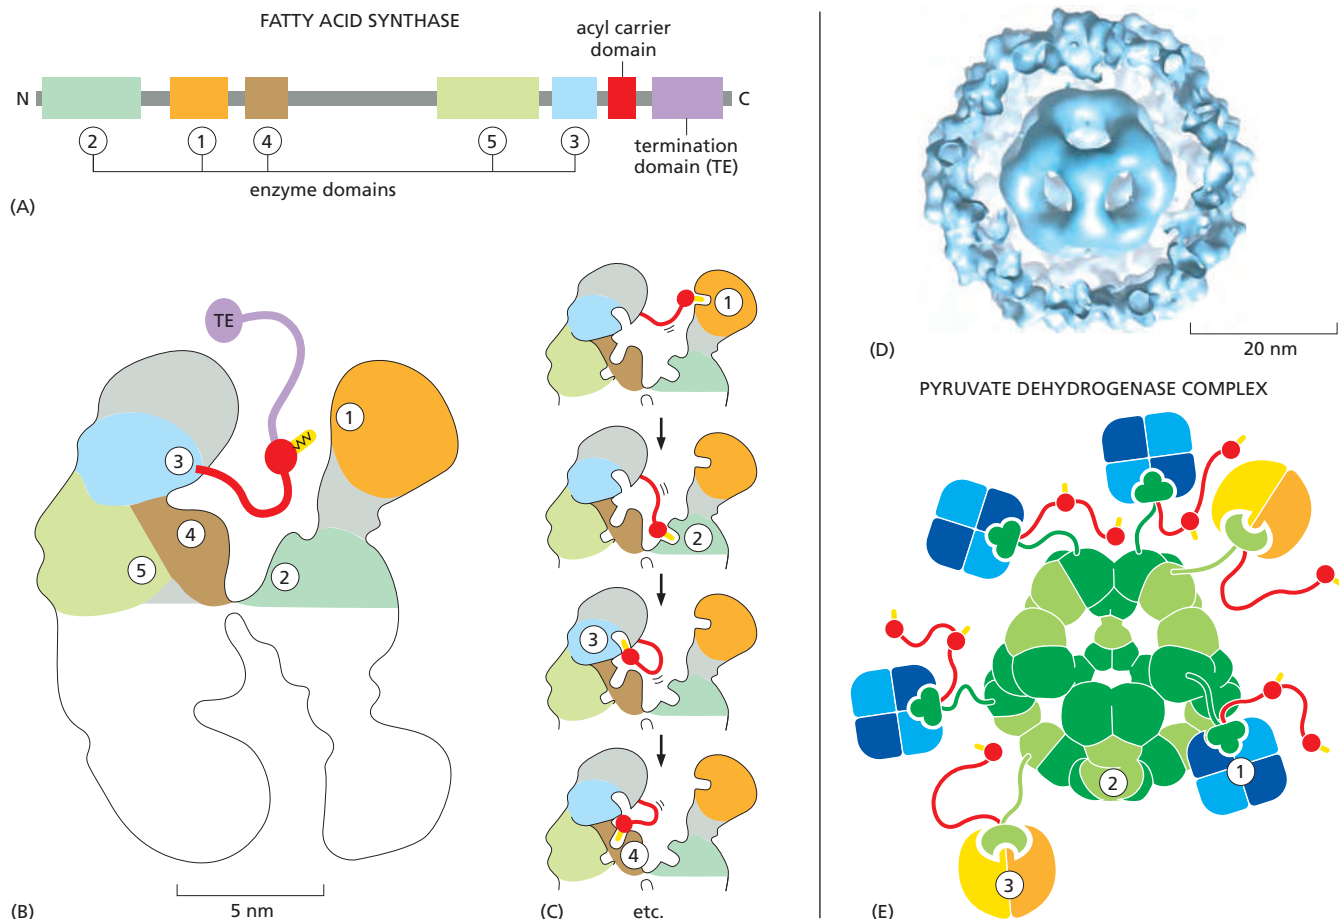 FATTY ACID SYNTHASE
acyl carrier
domain
N
C
2
1
4
5
3
termination
domain (TE)
enzyme domains
(A)
TE
1
3
4
5
2
5 nm
(B)
1
2
3
4
(C)
etc.
20 nm
(D)
PYRUVATE DEHYDROGENASE COMPLEX
1
2
3
(E)